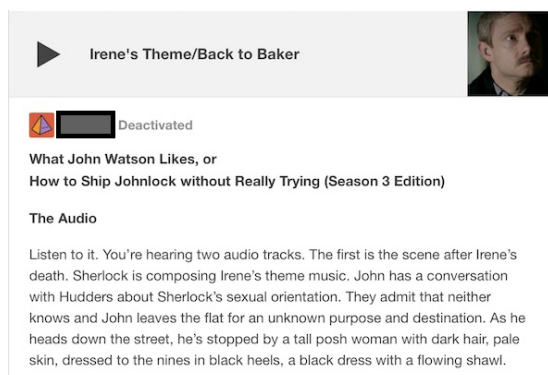 Irene's Theme/Back to Baker
Deactivated
What John Watson Likes, or
How to Ship Johnlock without Really Trying (Season 3 Edition)
The Audio
Listen to it. You’re hearing two audio tracks. The first is the scene after Irene’s
death. Sherlock is composing Irene’s theme music. John has a conversation
with Hudders about Sherlock’s sexual orientation. They admit that neither
knows and John leaves the flat for an unknown purpose and destination. As he
heads down the street, he’s stopped by a tall posh woman with dark hair, pale
skin, dressed to the nines in black heels, a black dress with a flowing shawl.